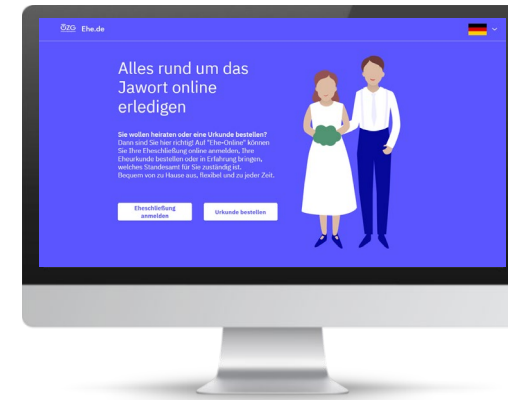 ŌZG Ehe.de
Alles rund um das
Jawort online
erledigen
Sie wollen heiraten oder eine Urkunde bestellen?
Dann sind Sie hier richtig! Auf "Ehe-Online" können
Sie Ihre Eheschließung online anmelden, Ihre
Eheurkunde bestellen oder in Erfahrung bringen,
welches Standesamt für Sie zuständig ist.
Bequem von zu Hause aus, flexibel und zu jeder Zeit.
Eheschließung
anmelden
Urkunde bestellen